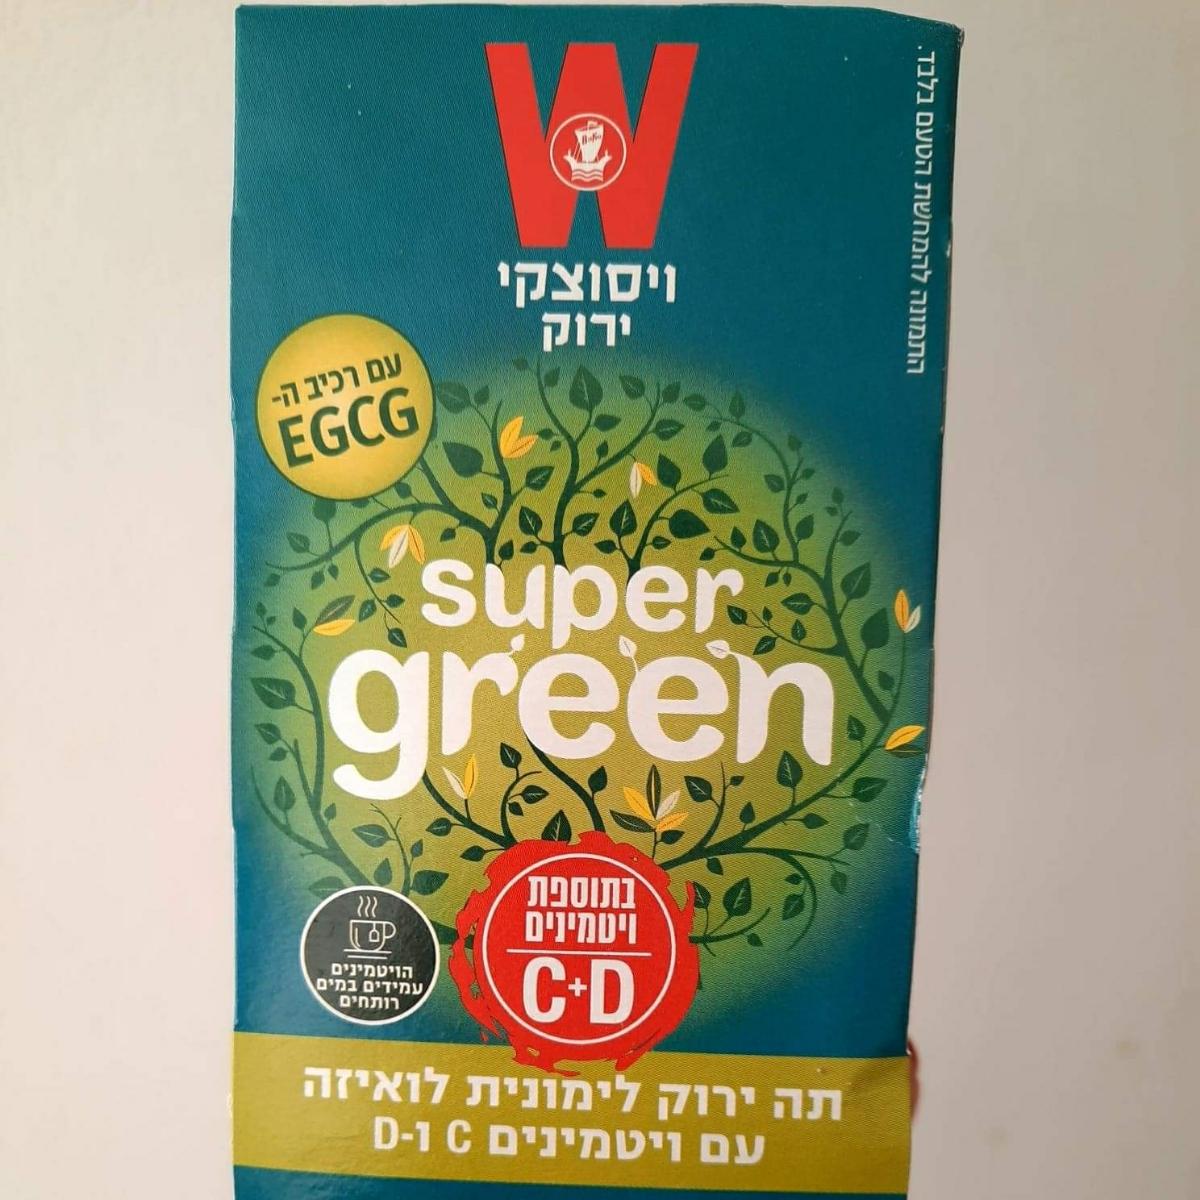 W
ויסוצקי
ירוק
התמונה להמחשת הטעם בלבד.
עם רכיב ה-
EGCG
super
green
בתוספת
ויטמינים
C+D
הויטמינים
עמידים במים
רותחים
תה ירוק לימונית לואיזה
עם ויטמינים C ו-D